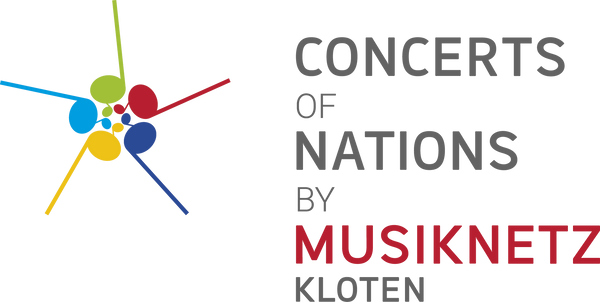 CONCERTS
OF
NATIONS
BY
MUSIKNETZ
KLOTEN